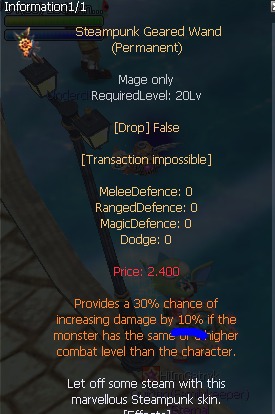 Information1/1
Steampunk Geared Wand
(Permanent)
Mage only
RequiredLevel: 20Lv
[Drop] False
[Transaction impossible]
MeleeDefence: 0
RangedDefence: 0
MagicDefence: 0
Dodge: 0
Price: 2.400
Provides a 30% chance of
increasing damage by 10% if the
monster has the same or a higher
combat level than the character.
Let off some steam with this
marvellous Steampunk skin.
[Effects]